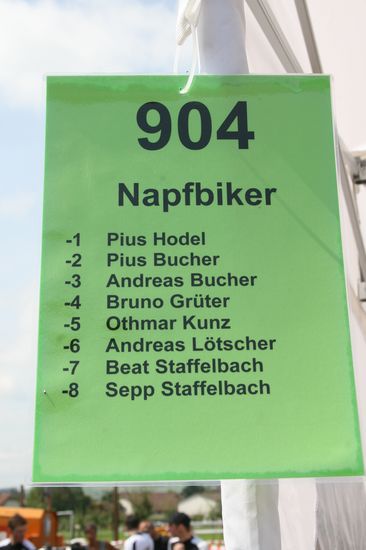 904
Napfbiker
-1 Pius Hodel
-2 Pius Bucher
-3 Andreas Bucher
-4 Bruno Grüter
-5 Othmar Kunz
-6 Andreas Lötscher
-7 Beat Staffelbach
-8 Sepp Staffelbach